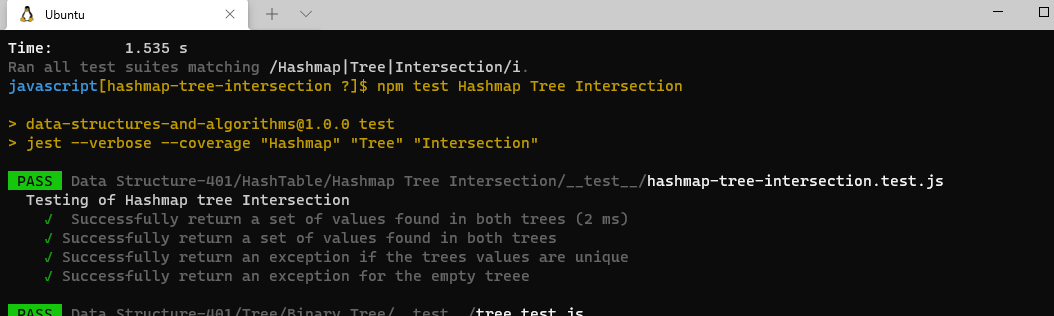 Ubuntu
Time: 1.535 s
Ran all test suites matching /Hashmap|Tree|Intersection/i.
javascript[hashmap-tree-intersection ?]$ npm test Hashmap Tree Intersection
> data-structures-and-algorithms@1.0.0 test
> jest --verbose --coverage "Hashmap" "Tree" "Intersection"
PASS Data Structure-401/HashTable/Hashmap Tree Intersection/__test__/hashmap-tree-intersection.test.js
Testing of Hashmap tree Intersection
√ Successfully return a set of values found in both trees (2 ms)
√ Successfully return a set of values found in both trees
√ Successfully return an exception if the trees values are unique
√ Successfully return an exception for the empty treee
PASS Data Structure-401/Tree/Binary Tree/__test__/tree.test.js